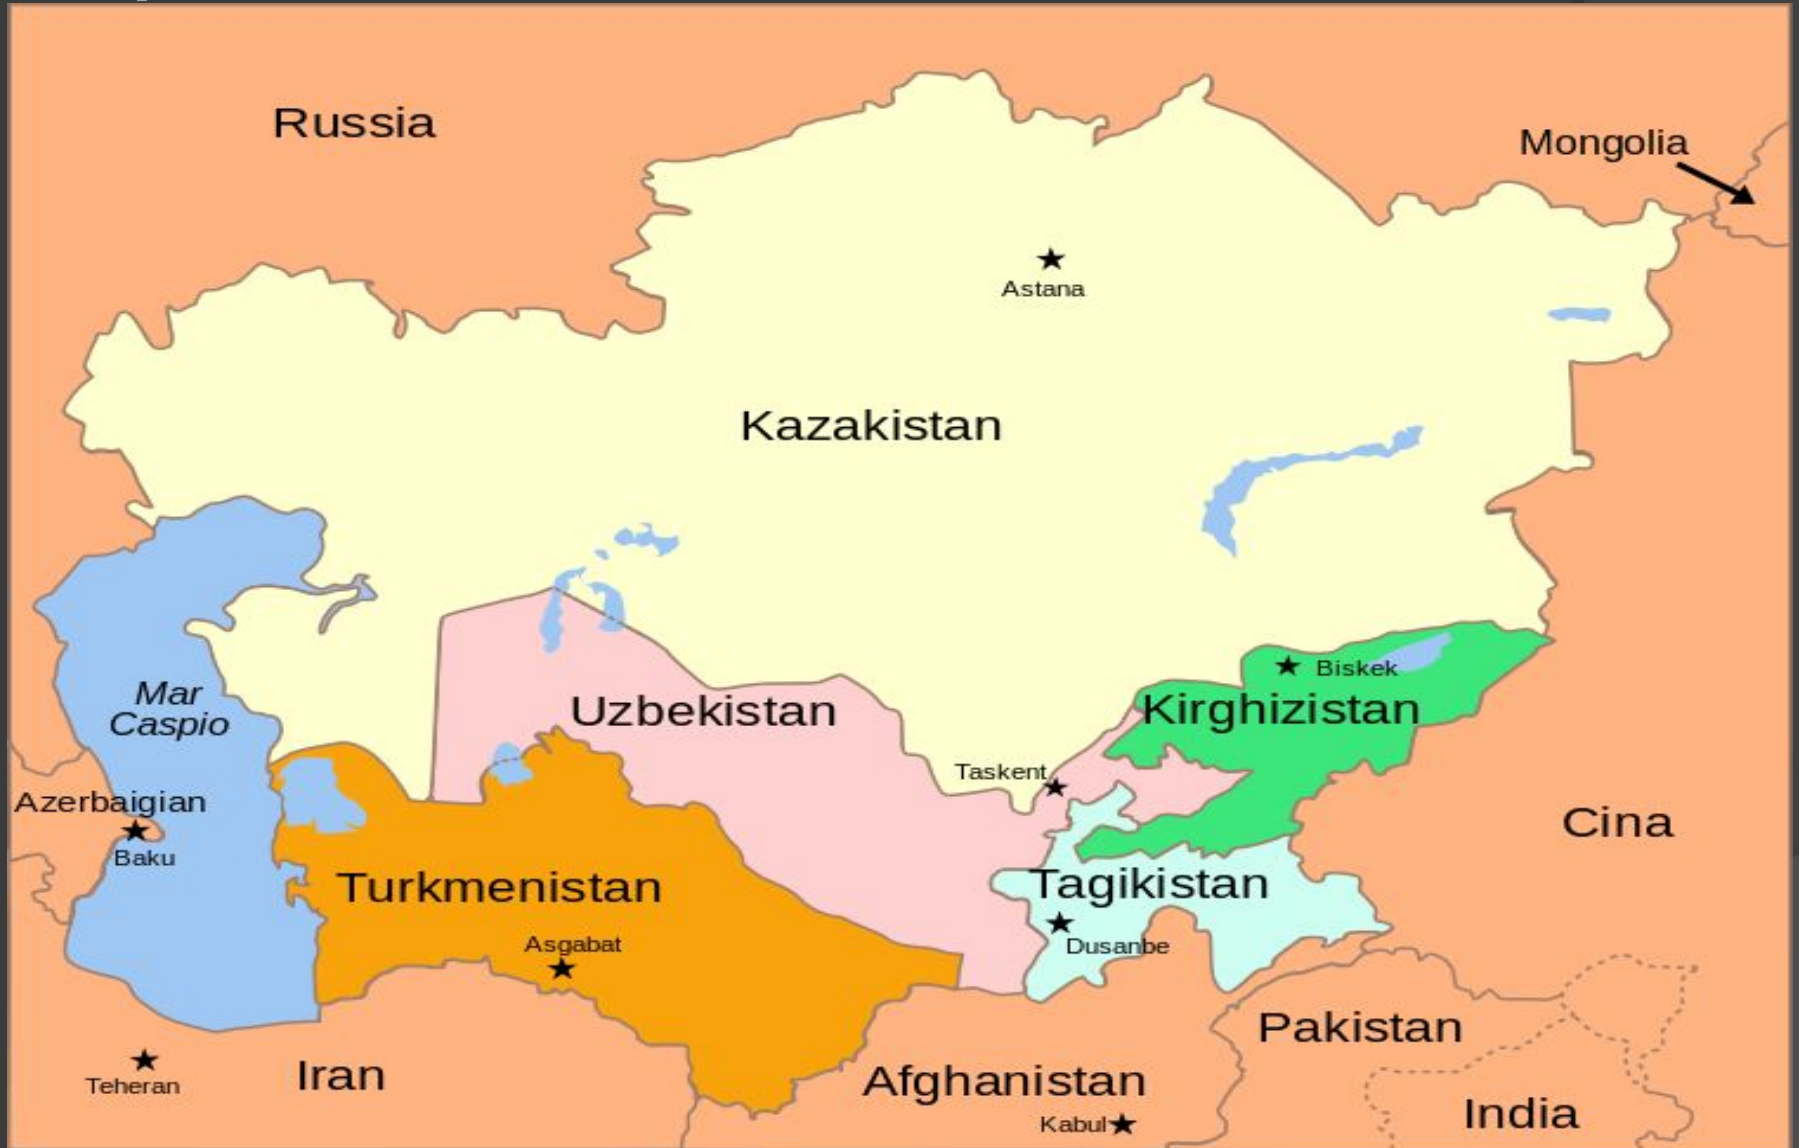 Russia
Mongolia
Astana
Kazakistan
Mar
Caspio
Uzbekistan
Biskek
Kirghizistan
Taskent
Azerbaigian
Baku
Cina
Turkmenistan
Tagikistan
Asgabat
Dusanbe
Pakistan
Teheran
Iran
Afghanistan
Kabul
India